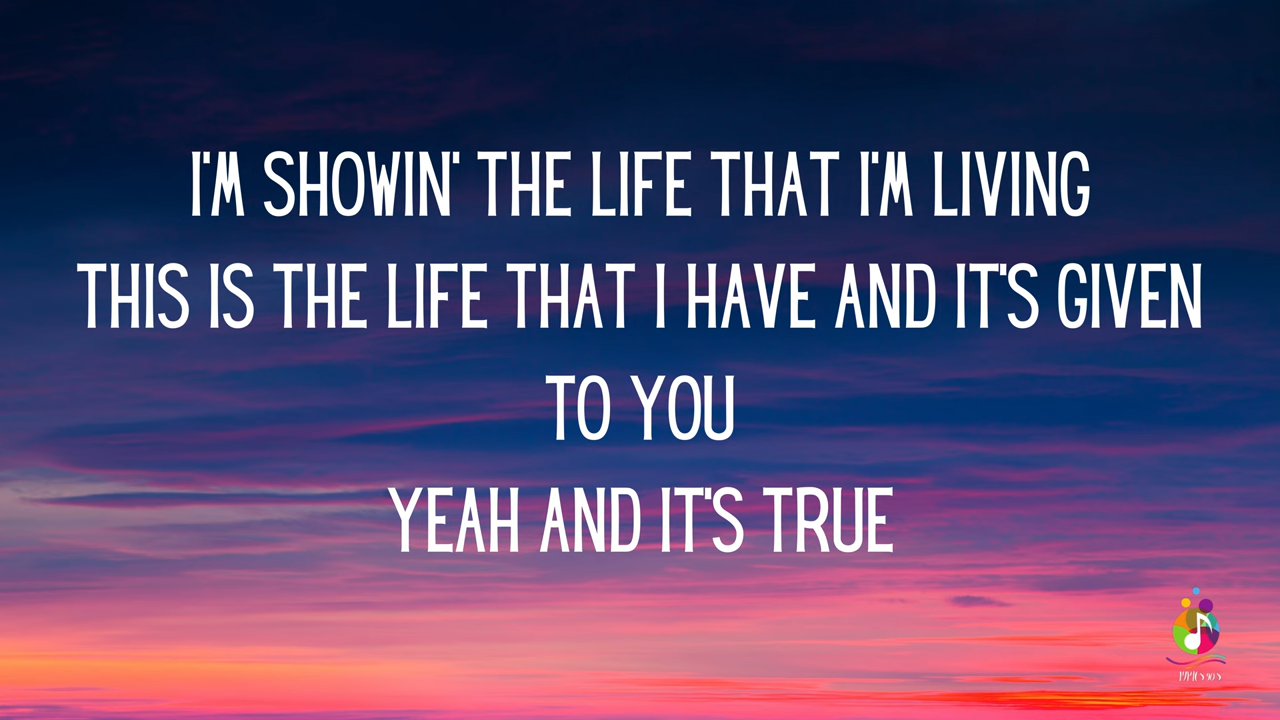 I'M SHOWIN' THE LIFE THAT I'M LIVING
THIS IS THE LIFE THAT I HAVE AND IT'S GIVEN
TO YOU
YEAH AND IT'S TRUE